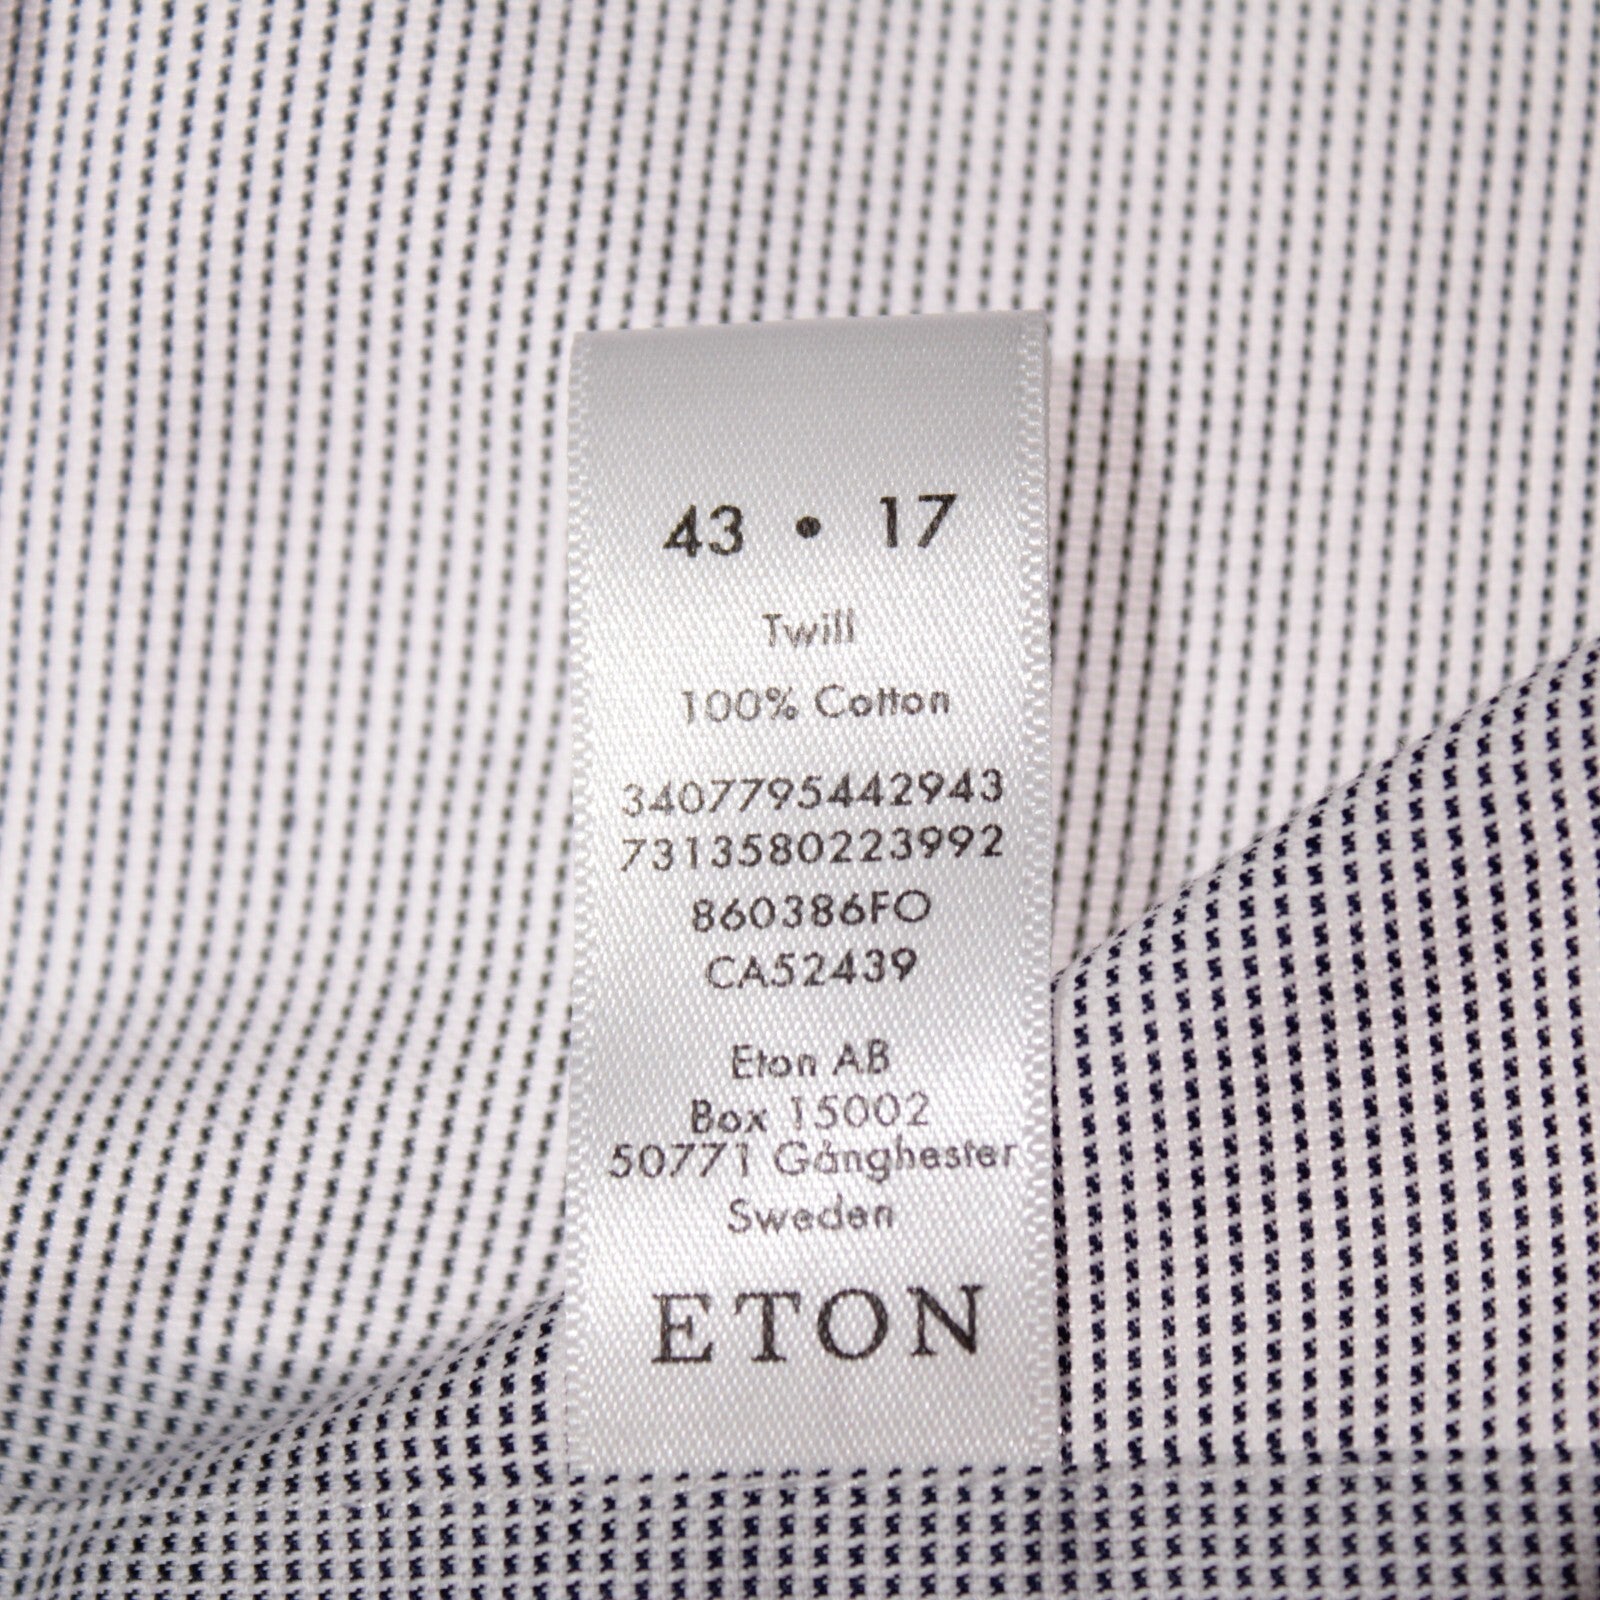 43 • 17
Twill
100% Cotton
3407795442943
7313580223992
860386FO
CA52439
Eton AB
Box 15002
50771 Gånghester
Sweden
ETON